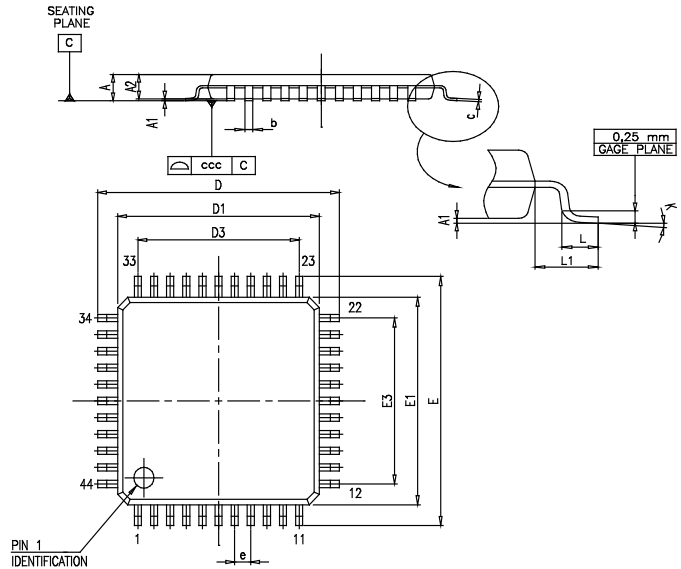 SEATING
PLANE
C
A
A2
A1
b
c
ccc C
0,25 mm
GAGE PLANE
K
A1
L
L1
D
D1
D3
33
23
34
22
E3
E1
E
44
12
PIN 1
IDENTIFICATION
1
e
11